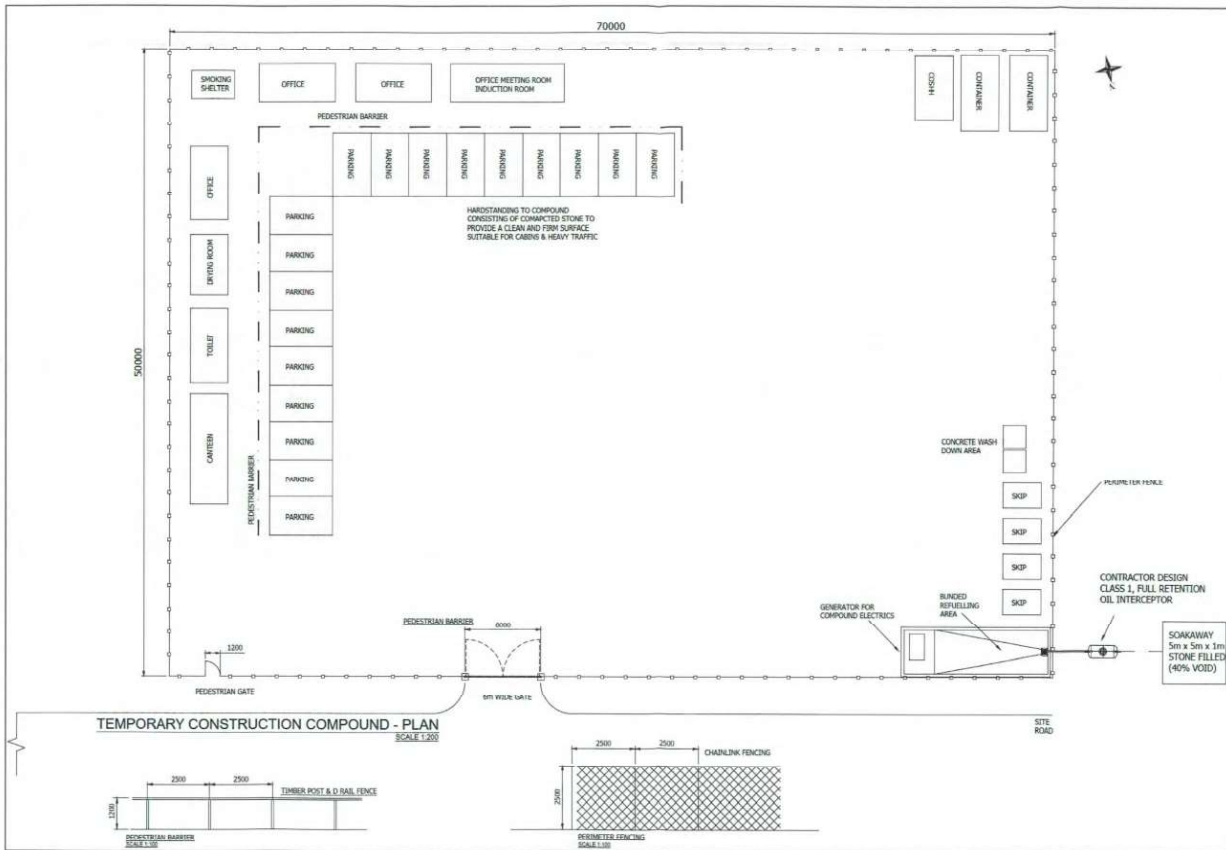 70000
50000
SMOKING
SHELTER
OFFICE
OFFICE
OFFICE MEETING ROOM
INDUCTION ROOM
COSHH
CONTAINER
CONTAINER
PEDESTRIAN BARRIER
PARKING
PARKING
PARKING
PARKING
PARKING
PARKING
PARKING
PARKING
PARKING
OFFICE
DRYING ROOM
TOILET
CANTEEN
PEDESTRIAN BARRIER
PARKING
PARKING
PARKING
PARKING
PARKING
PARKING
PARKING
PARKING
PARKING
HARDSTANDING TO COMPOUND
CONSISTING OF COMAPCTED STONE TO
PROVIDE A CLEAN AND FIRM SURFACE
SUITABLE FOR CABINS & HEAVY TRAFFIC
CONCRETE WASH
DOWN AREA
SKIP
SKIP
SKIP
SKIP
PERIMETER FENCE
CONTRACTOR DESIGN
CLASS 1, FULL RETENTION
OIL INTERCEPTOR
GENERATOR FOR
COMPOUND ELECTRICS
BUNDED
REFUELLING
AREA
SOAKAWAY
5m x 5m x 1m
STONE FILLED
(40% VOID)
PEDESTRIAN BARRIER
6000
1200
PEDESTRIAN GATE
6m WIDE GATE
SITE
ROAD
TEMPORARY CONSTRUCTION COMPOUND - PLAN
SCALE 1:200
2500
2500
TIMBER POST & D RAIL FENCE
1200
PEDESTRIAN BARRIER
SCALE 1:100
2500
2500
CHAINLINK FENCING
2500
PERIMETER FENCING
SCALE 1:100